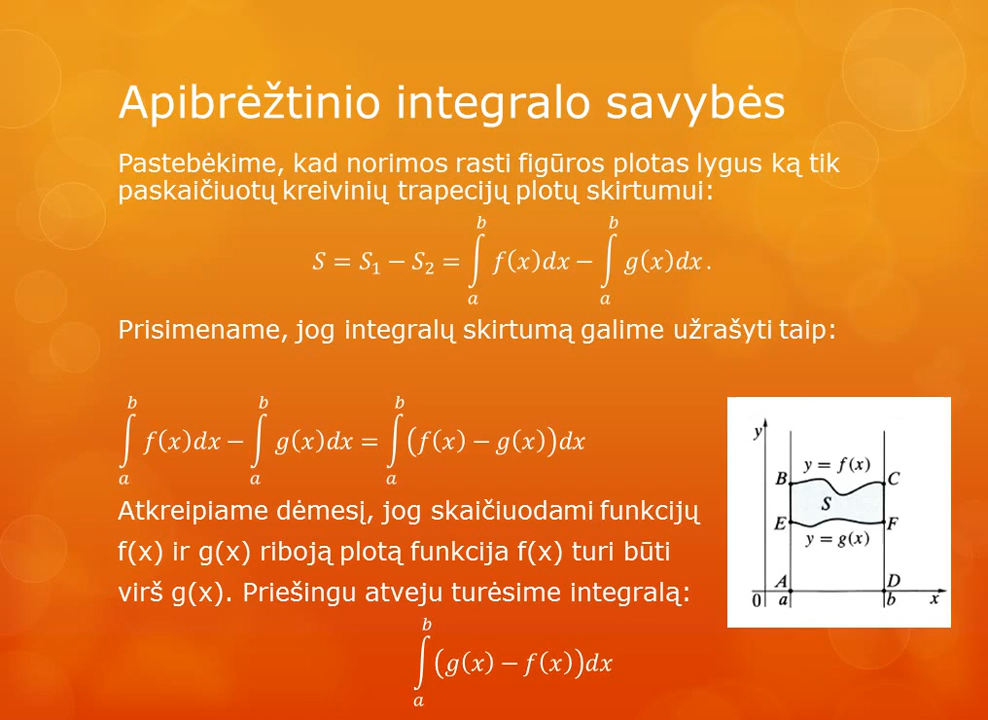 Apibrėžtinio integralo savybės
Pastebėkime, kad norimos rasti figūros plotas lygus ką tik
paskaičiuotų kreivinių trapecijų plotų skirtumui:
S = S₁ − S₂ = ∫ₐᵇ f(x)dx − ∫ₐᵇ g(x)dx .
Prisimename, jog integralų skirtumą galime užrašyti taip:
∫ₐᵇ f(x)dx − ∫ₐᵇ g(x)dx = ∫ₐᵇ (f(x) − g(x))dx
Atkreipiame dėmesį, jog skaičiuodami funkcijų
f(x) ir g(x) riboją plotą funkcija f(x) turi būti
virš g(x). Priešingu atveju turėsime integralą:
∫ₐᵇ (g(x) − f(x))dx
y
y = f(x)
B C
S
E F
y = g(x)
A D
0 a b x